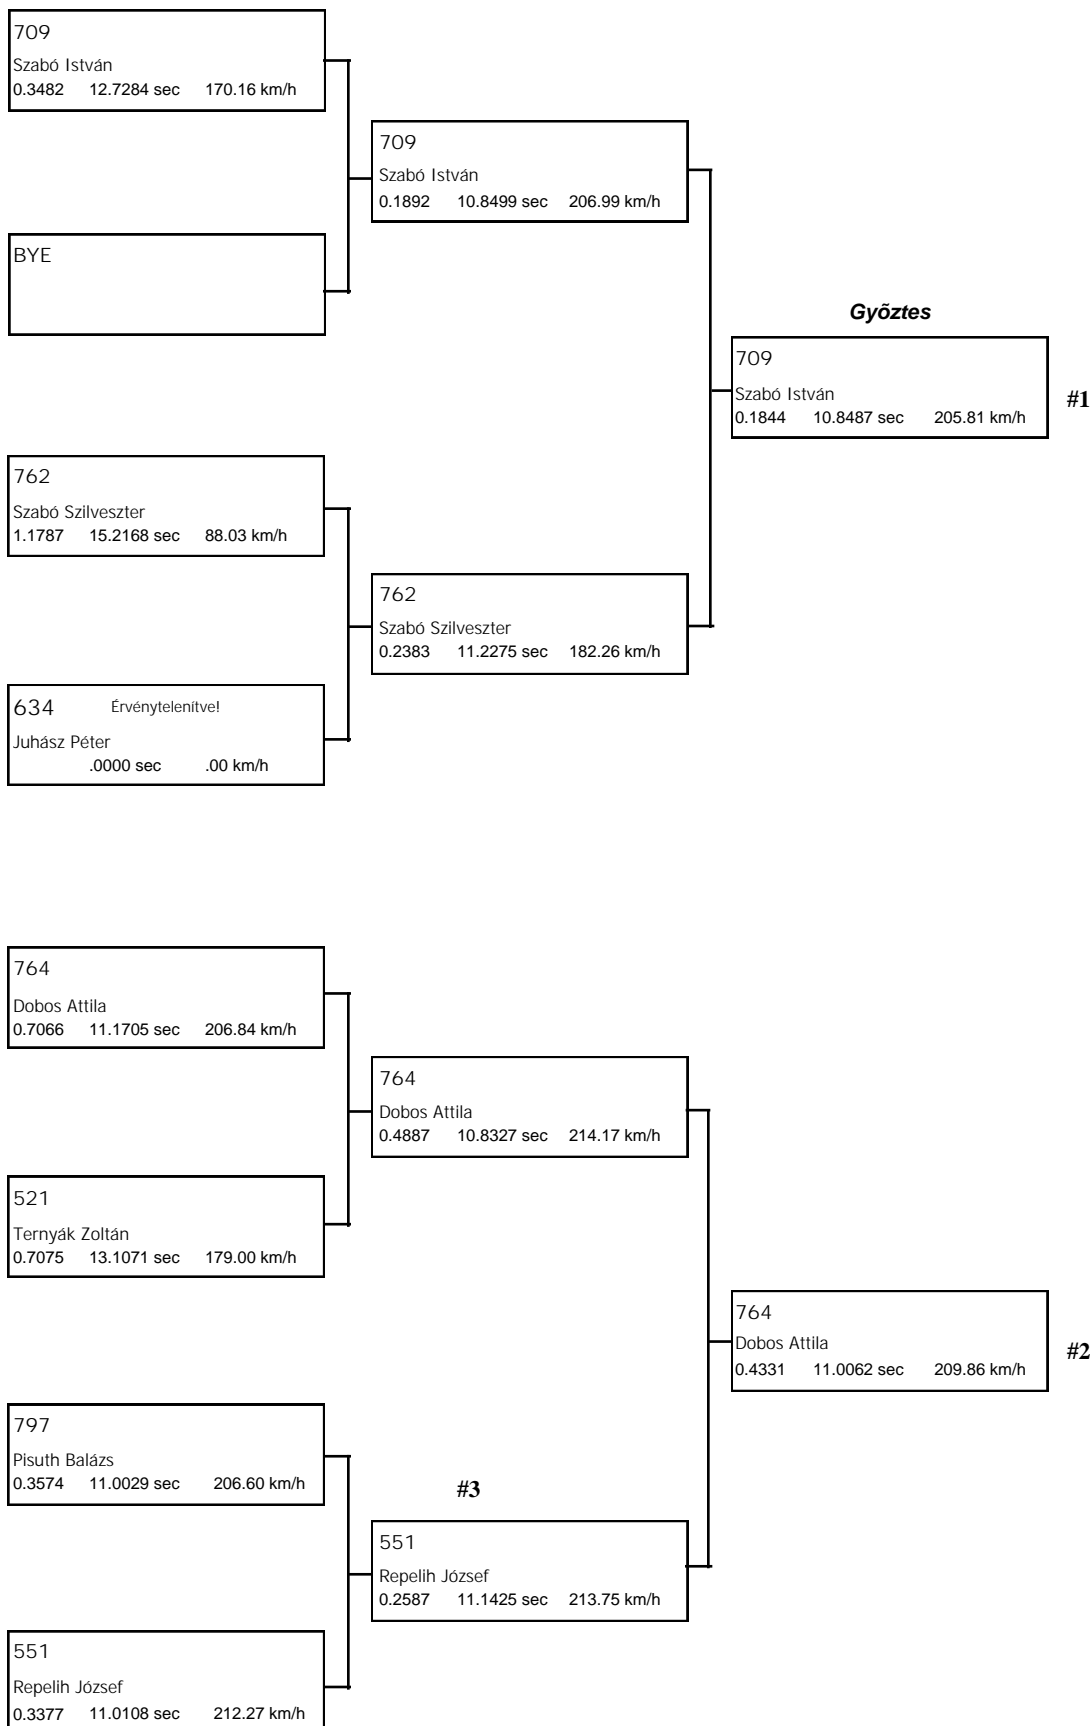 709
Szabó István
0.3482 12.7284 sec 170.16 km/h
709
Szabó István
0.1892 10.8499 sec 206.99 km/h
BYE
Gyõztes
709
Szabó István
0.1844 10.8487 sec 205.81 km/h
#1
762
Szabó Szilveszter
1.1787 15.2168 sec 88.03 km/h
762
Szabó Szilveszter
0.2383 11.2275 sec 182.26 km/h
634 Érvénytelenítve!
Juhász Péter
.0000 sec .00 km/h
764
Dobos Attila
0.7066 11.1705 sec 206.84 km/h
764
Dobos Attila
0.4887 10.8327 sec 214.17 km/h
521
Ternyák Zoltán
0.7075 13.1071 sec 179.00 km/h
764
Dobos Attila
0.4331 11.0062 sec 209.86 km/h
#2
797
Pisuth Balázs
0.3574 11.0029 sec 206.60 km/h
#3
551
Repelih József
0.2587 11.1425 sec 213.75 km/h
551
Repelih József
0.3377 11.0108 sec 212.27 km/h